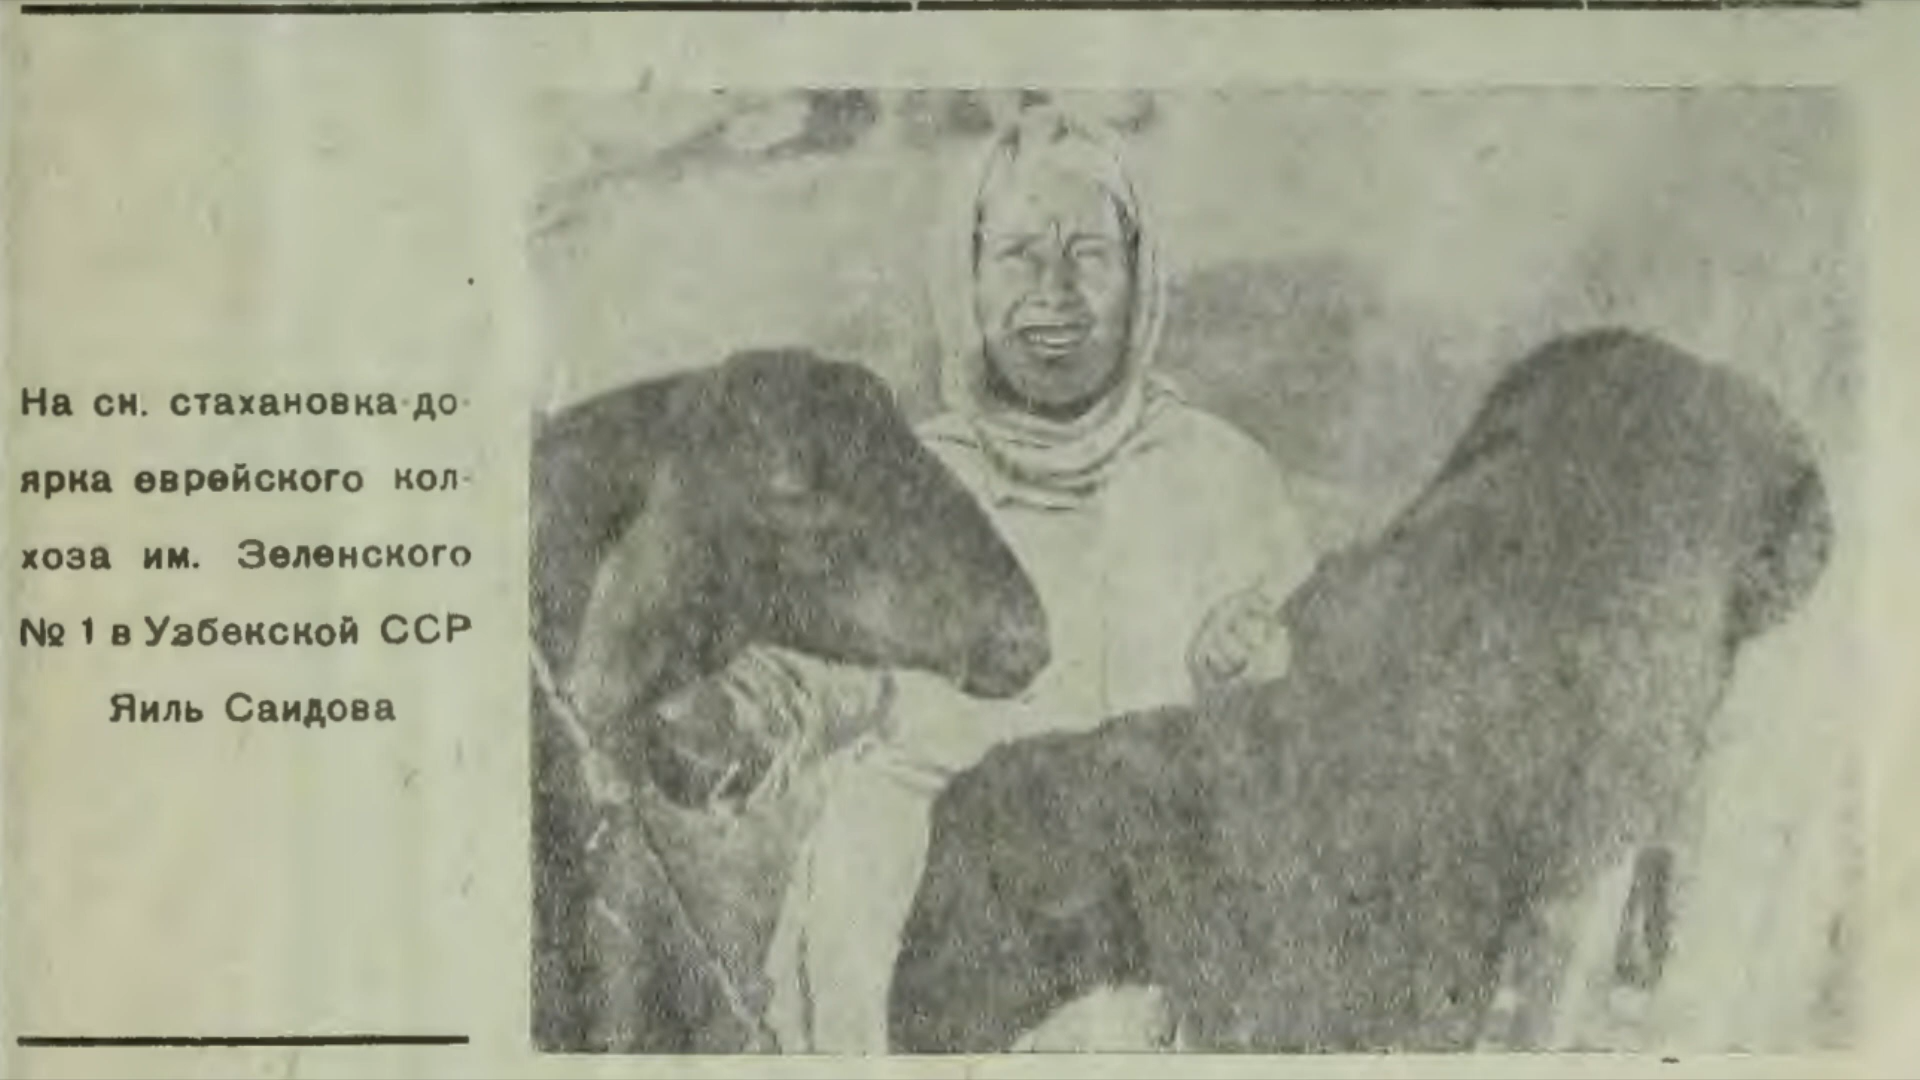 На сн. стахановка-до-
ярка еврейского кол-
хоза им. Зеленского
№ 1 в Узбекской ССР
Яиль Саидова